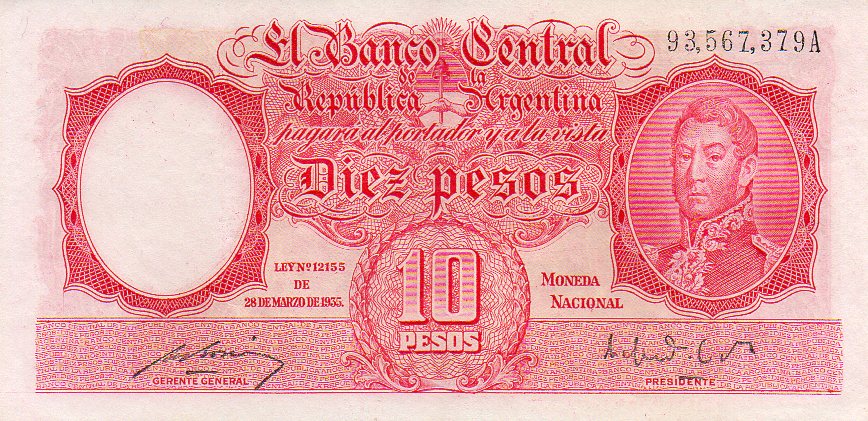 El Banco Central
93,567,379A
de la
República Argentina
pagará al portador y a la vista
Diez pesos
LEY Nº 12155
DE
28 DE MARZO DE 1935.
10
PESOS
MONEDA
NACIONAL
GERENTE GENERAL
PRESIDENTE